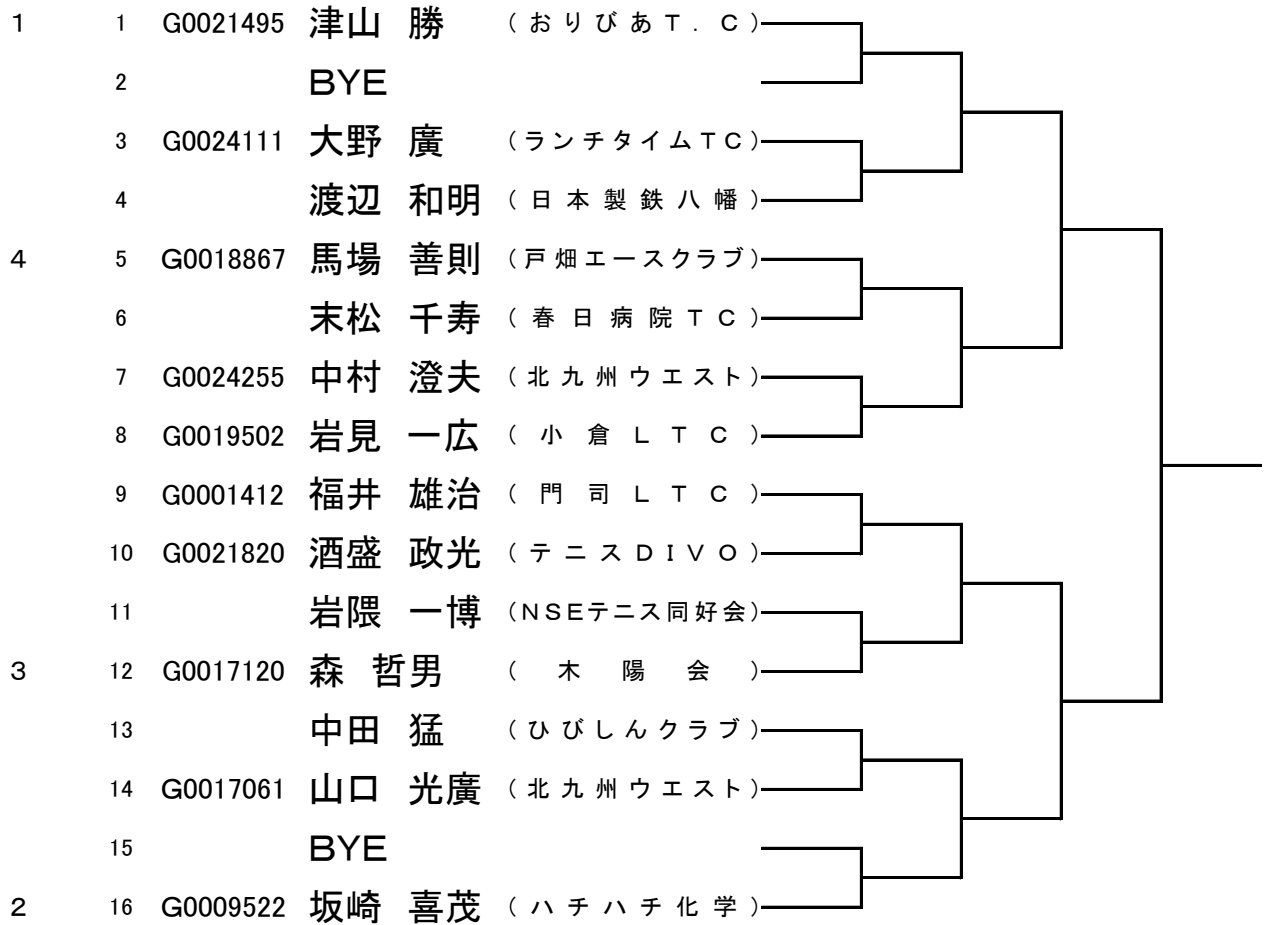 1 1 G0021495 津山 勝 (おりびあT.C)
2 BYE
3 G0024111 大野 廣 (ランチタイムTC)
4 渡辺 和明 (日本製鉄八幡)
4 5 G0018867 馬場 善則 (戸畑エースクラブ)
6 末松 千寿 (春日病院TC)
7 G0024255 中村 澄夫 (北九州ウエスト)
8 G0019502 岩見 一広 (小倉LTC)
9 G0001412 福井 雄治 (門司LTC)
10 G0021820 酒盛 政光 (テニスDIVO)
11 岩隈 一博 (NSEテニス同好会)
3 12 G0017120 森 哲男 (木陽会)
13 中田 猛 (ひびしんクラブ)
14 G0017061 山口 光廣 (北九州ウエスト)
15 BYE
2 16 G0009522 坂崎 喜茂 (ハチハチ化学)